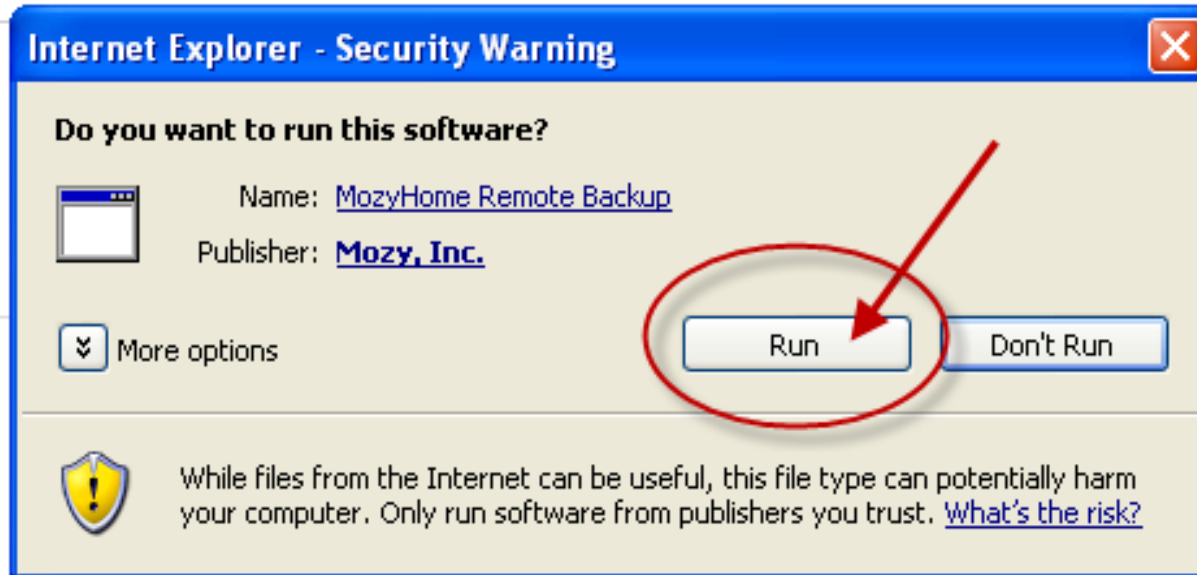 Internet Explorer - Security Warning
Do you want to run this software?
Name: MozyHome Remote Backup
Publisher: Mozy, Inc.
More options
Run
Don't Run
While files from the Internet can be useful, this file type can potentially harm
your computer. Only run software from publishers you trust. What's the risk?